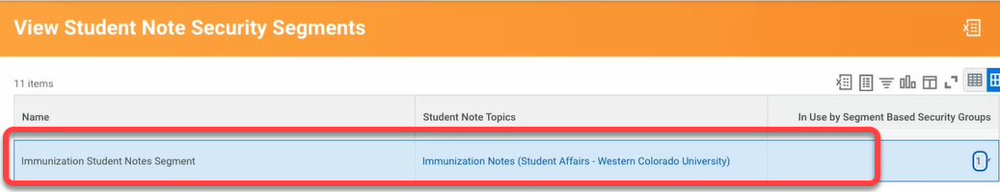 View Student Note Security Segments
11 items
Name Student Note Topics In Use by Segment Based Security Groups
Immunization Student Notes Segment Immunization Notes (Student Affairs - Western Colorado University) 1